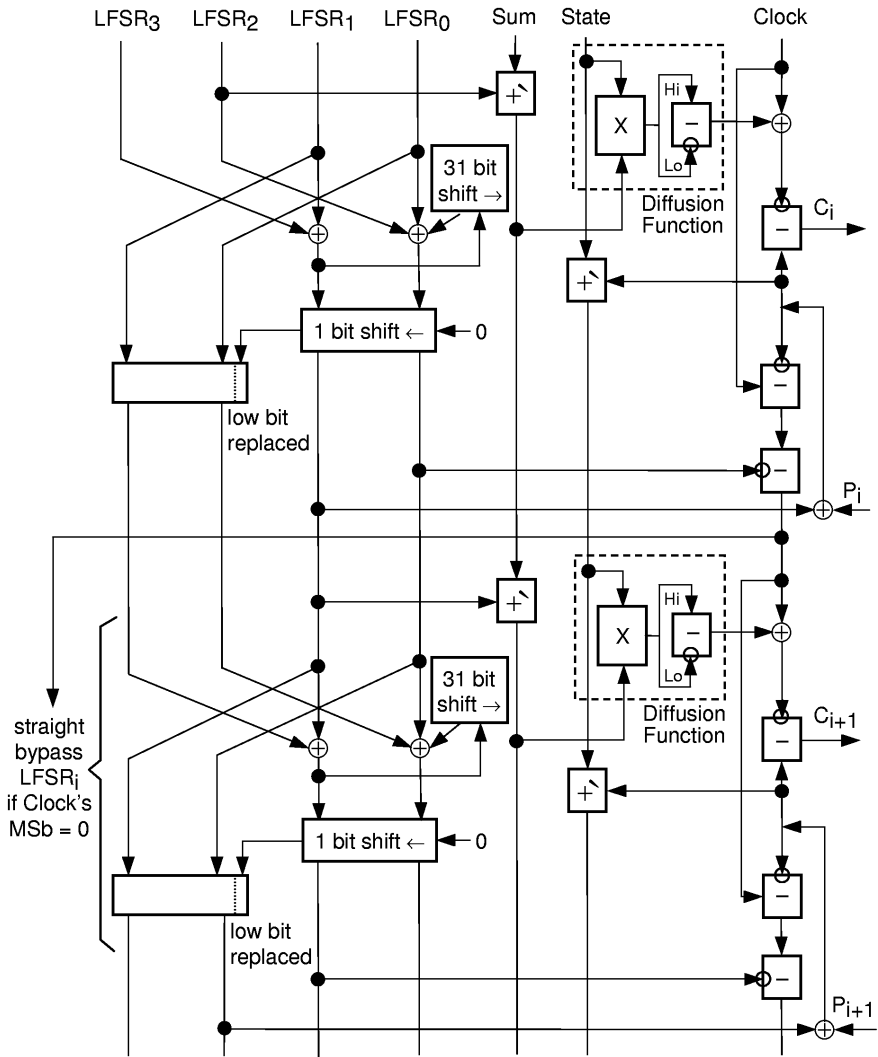 LFSR3 LFSR2 LFSR1 LFSR0 Sum State Clock
+′
Hi
X
−
+
Lo
31 bit
shift →
Diffusion
Function
Ci
−
+ +
+′
1 bit shift ← 0
−
low bit
replaced
−
Pi
+
+′
Hi
X
−
+
Lo
31 bit
shift →
Diffusion
Function
Ci+1
−
straight
bypass
LFSRi
if Clock's
MSb = 0
+ +
+′
1 bit shift ← 0
−
low bit
replaced
−
Pi+1
+